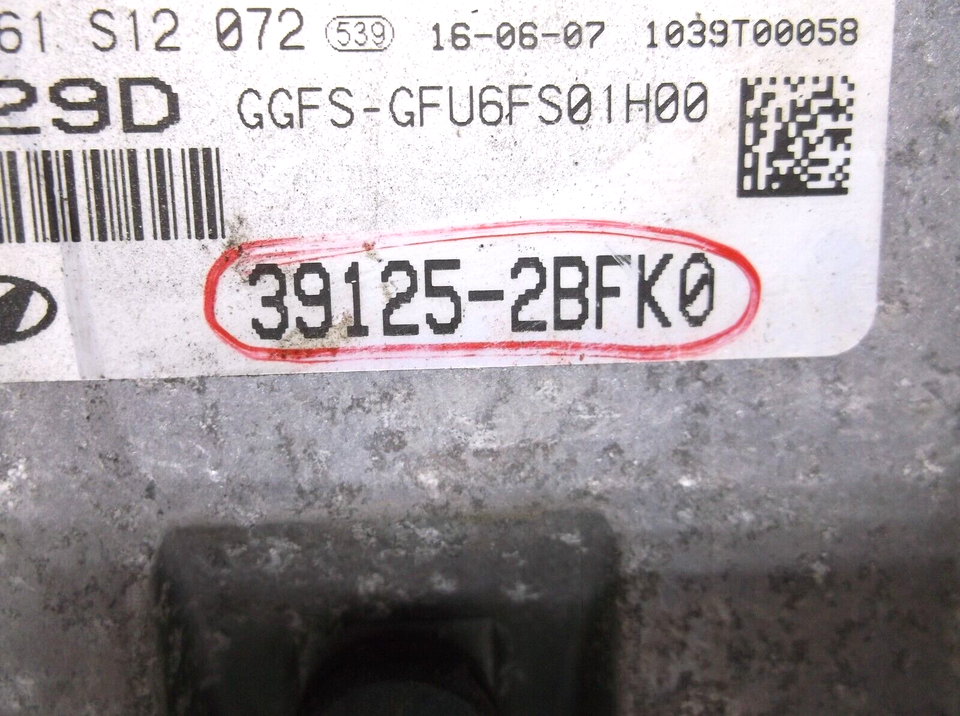 61 S12 072 539 16-06-07 1039T00058
29D GGFS-GFU6FS01H00
39125-2BFK0